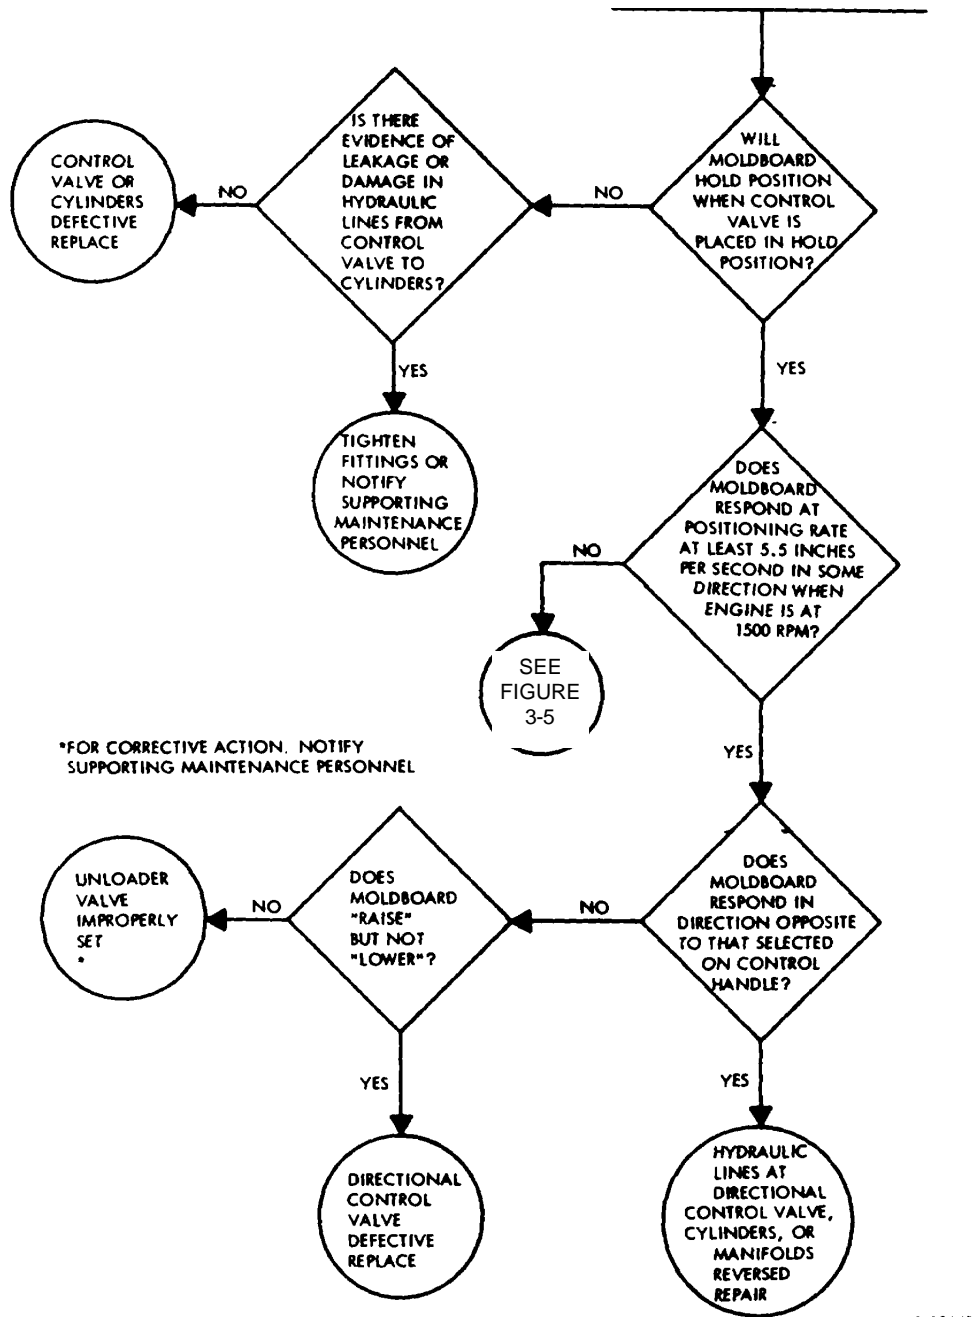 WILL
MOLDBOARD
HOLD POSITION
WHEN CONTROL
VALVE IS
PLACED IN HOLD
POSITION?
NO
IS THERE
EVIDENCE OF
LEAKAGE OR
DAMAGE IN
HYDRAULIC
LINES FROM
CONTROL
VALVE TO
CYLINDERS?
NO
CONTROL
VALVE OR
CYLINDERS
DEFECTIVE
REPLACE
YES
TIGHTEN
FITTINGS OR
NOTIFY
SUPPORTING
MAINTENANCE
PERSONNEL
YES
DOES
MOLDBOARD
RESPOND AT
POSITIONING RATE
AT LEAST 5.5 INCHES
PER SECOND IN SOME
DIRECTION WHEN
ENGINE IS AT
1500 RPM?
NO
SEE
FIGURE
3-5
YES
*FOR CORRECTIVE ACTION. NOTIFY
SUPPORTING MAINTENANCE PERSONNEL
DOES
MOLDBOARD
RESPOND IN
DIRECTION OPPOSITE
TO THAT SELECTED
ON CONTROL
HANDLE?
NO
DOES
MOLDBOARD
"RAISE"
BUT NOT
"LOWER"?
NO
UNLOADER
VALVE
IMPROPERLY
SET
*
YES
DIRECTIONAL
CONTROL
VALVE
DEFECTIVE
REPLACE
YES
HYDRAULIC
LINES AT
DIRECTIONAL
CONTROL VALVE,
CYLINDERS, OR
MANIFOLDS
REVERSED
REPAIR